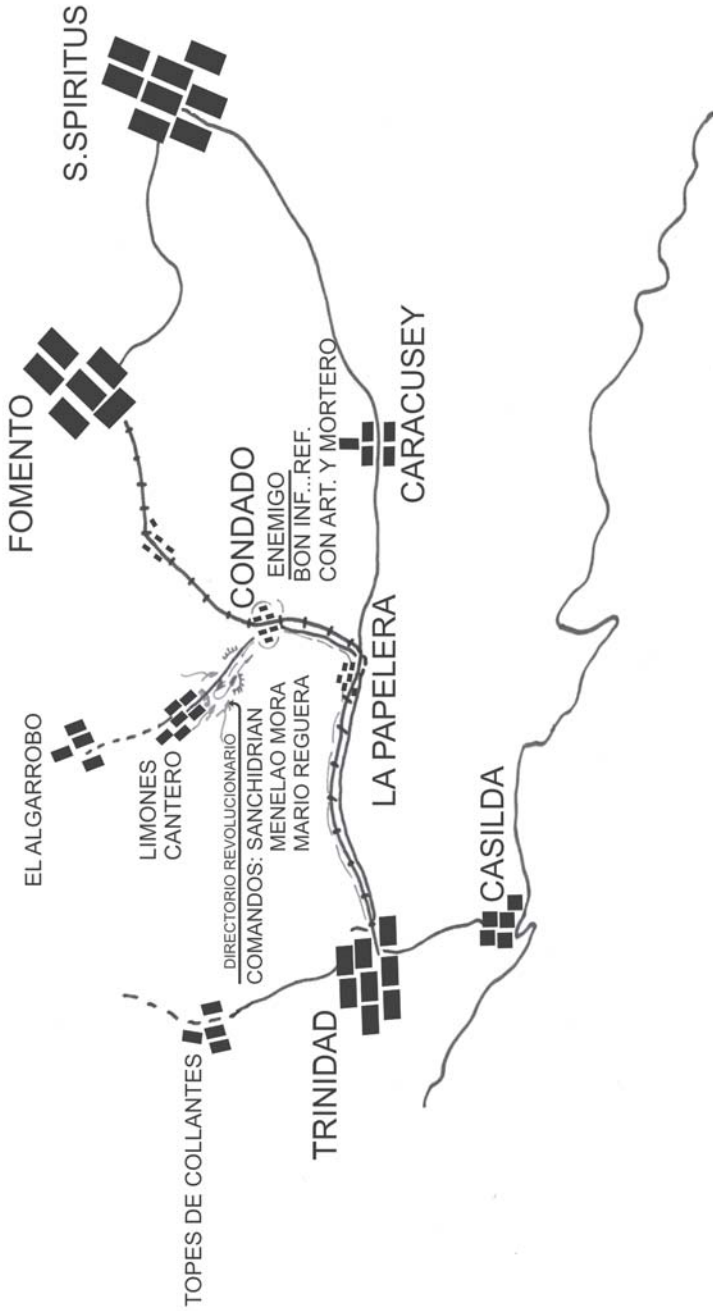 S.SPIRITUS
FOMENTO
EL ALGARROBO
LIMONES
CANTERO
CONDADO
ENEMIGO
BON INF...REF.
CON ART. Y MORTERO
DIRECTORIO REVOLUCIONARIO
COMANDOS: SANCHIDRIAN
MENELAO MORA
MARIO REGUERA
TOPES DE COLLANTES
TRINIDAD
LA PAPELERA
CARACUSEY
CASILDA